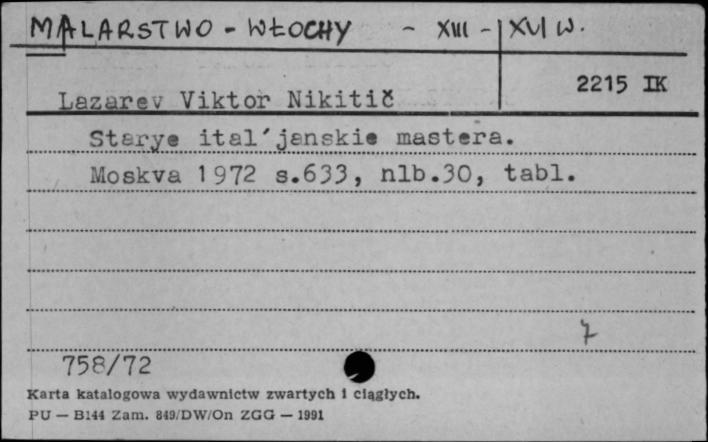 MALARSTWO - WŁOCHY - XIII - XVI W.
2215 IK
Lazarev Viktor Nikitič
Starye ital'janskie mastera.
Moskva 1972 s.633, nlb.30, tabl.
7
758/72
Karta katalogowa wydawnictw zwartych i ciągłych.
PU — B144 Zam. 849/DW/On ZGG — 1991